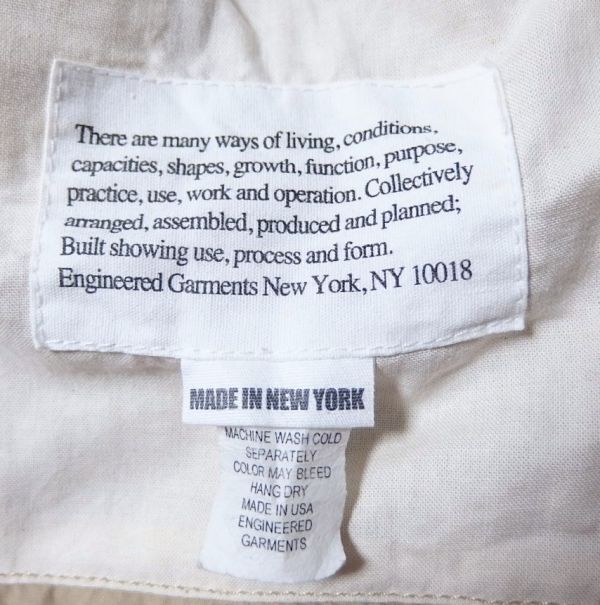 There are many ways of living, conditions,
capacities, shapes, growth, function, purpose,
practice, use, work and operation. Collectively
arranged, assembled, produced and planned;
Built showing use, process and form.
Engineered Garments New York, NY 10018
MADE IN NEW YORK
MACHINE WASH COLD
SEPARATELY
COLOR MAY BLEED
HANG DRY
MADE IN USA
ENGINEERED
GARMENTS